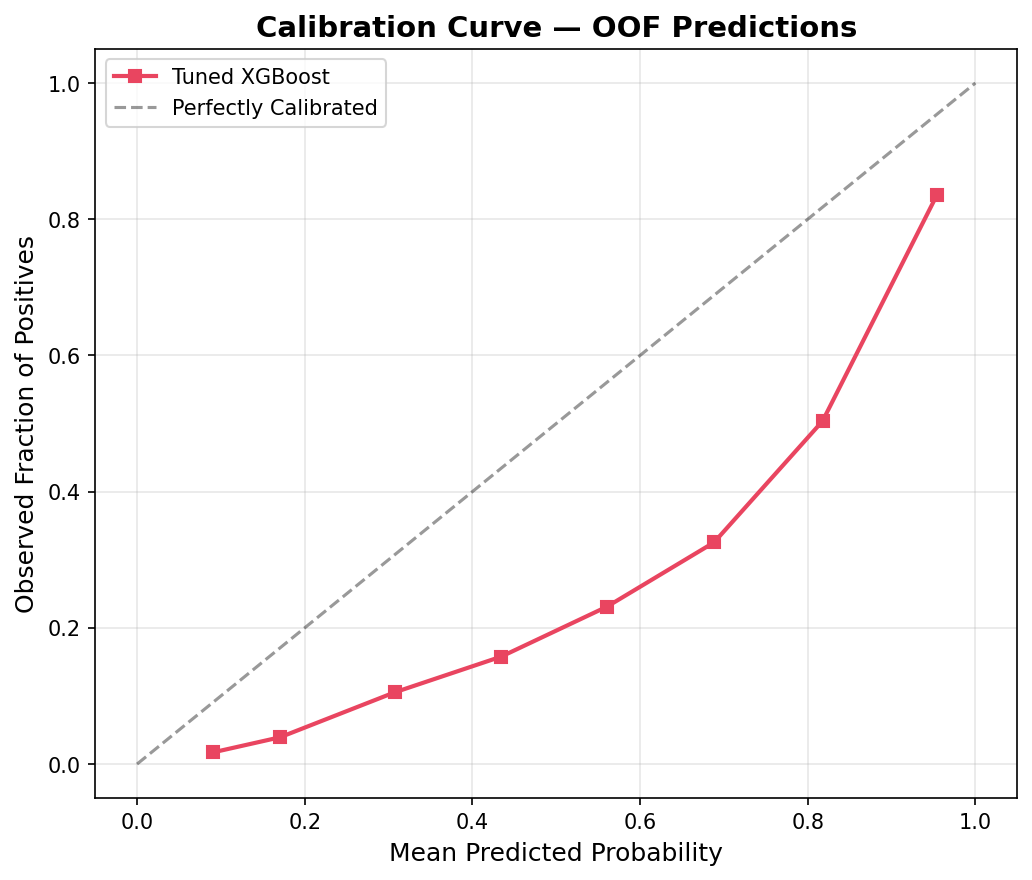 Calibration Curve — OOF Predictions
Tuned XGBoost
Perfectly Calibrated
Observed Fraction of Positives
1.0
0.8
0.6
0.4
0.2
0.0
0.0 0.2 0.4 0.6 0.8 1.0
Mean Predicted Probability